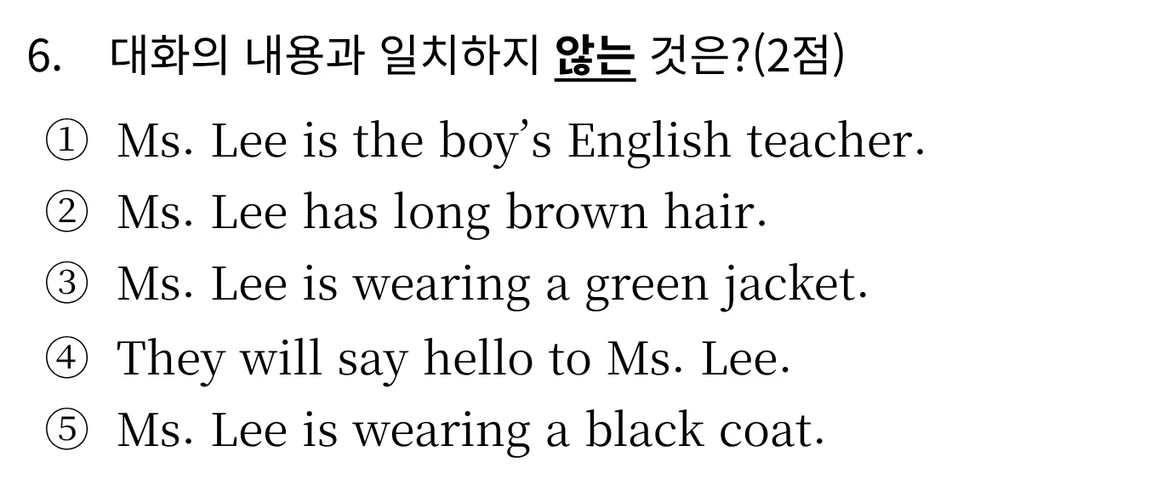 6. 대화의 내용과 일치하지 않는 것은?(2점)
① Ms. Lee is the boy’s English teacher.
② Ms. Lee has long brown hair.
③ Ms. Lee is wearing a green jacket.
④ They will say hello to Ms. Lee.
⑤ Ms. Lee is wearing a black coat.